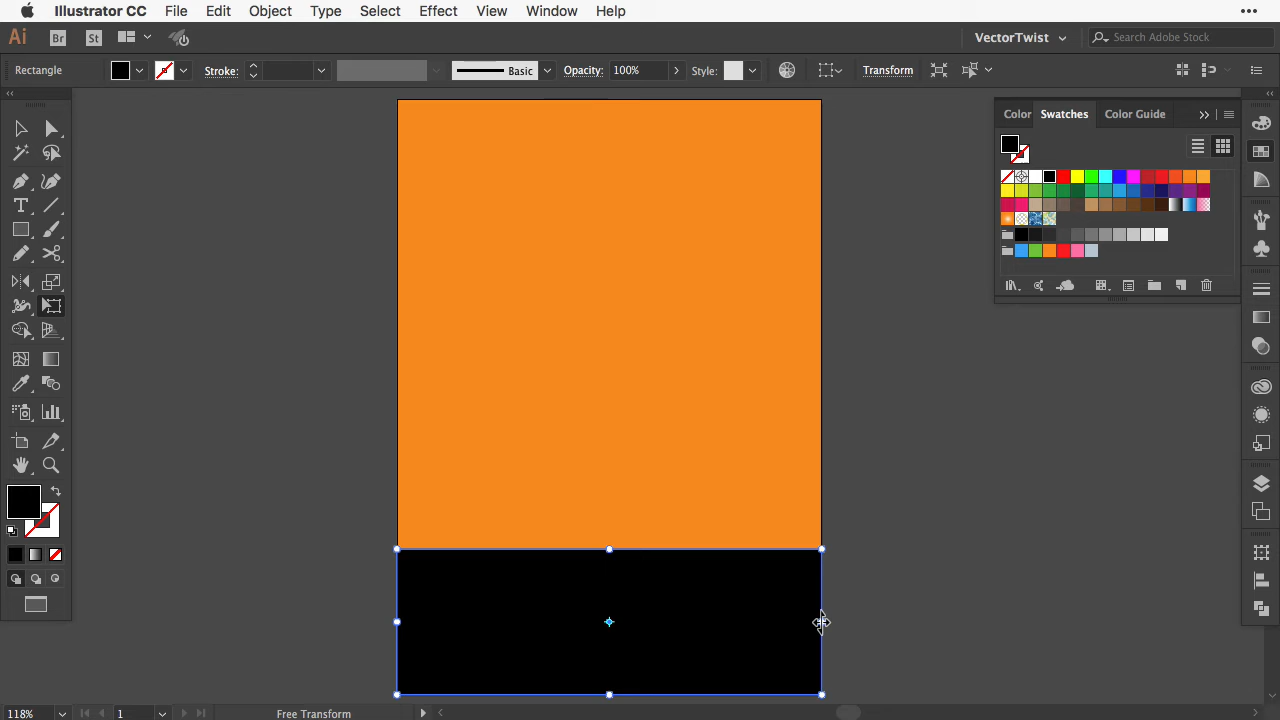 Illustrator CC File Edit Object Type Select Effect View Window Help
Ai Br St VectorTwist Search Adobe Stock
Rectangle Stroke: Basic Opacity: 100% Style: Transform
Color Swatches Color Guide
T
118% 1 Free Transform